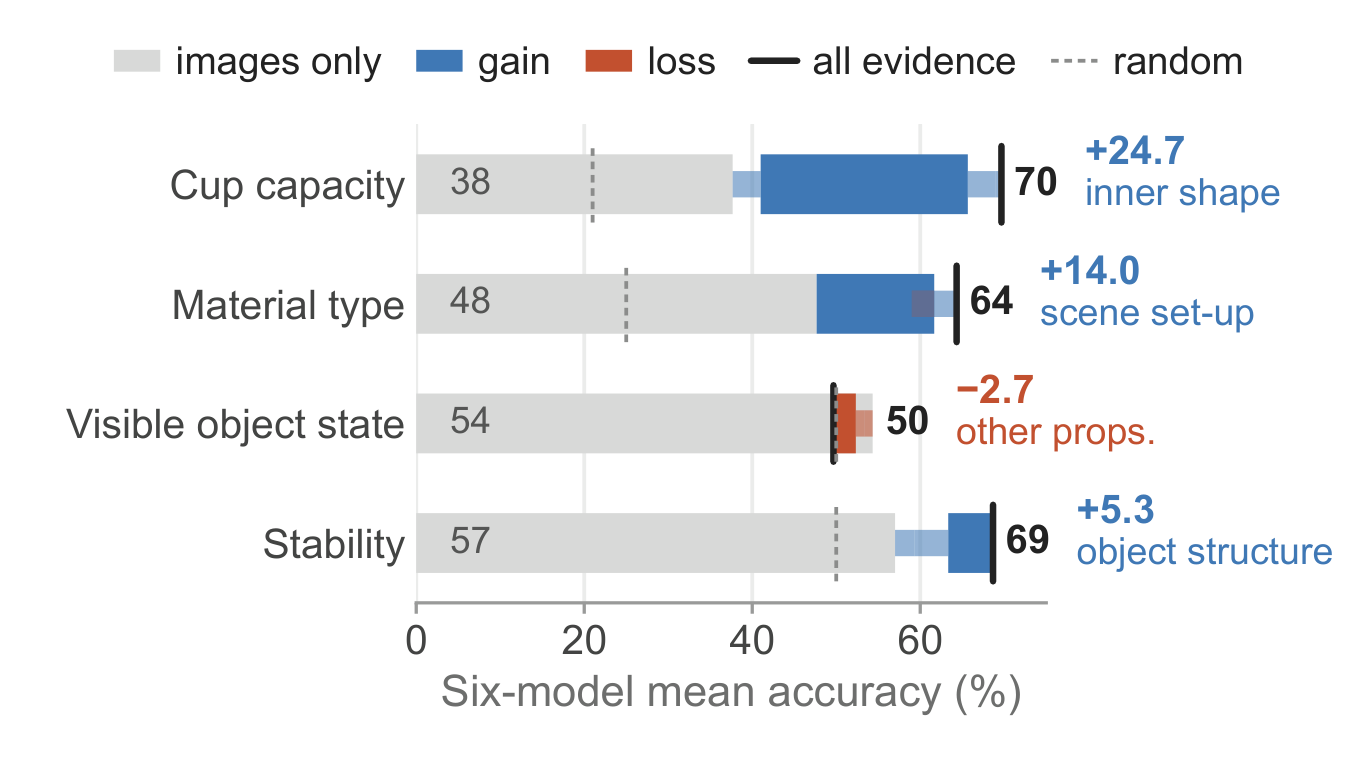 images only gain loss all evidence random
Cup capacity 38 70 +24.7
inner shape
Material type 48 64 +14.0
scene set-up
Visible object state 54 50 −2.7
other props.
Stability 57 69 +5.3
object structure
0 20 40 60
Six-model mean accuracy (%)